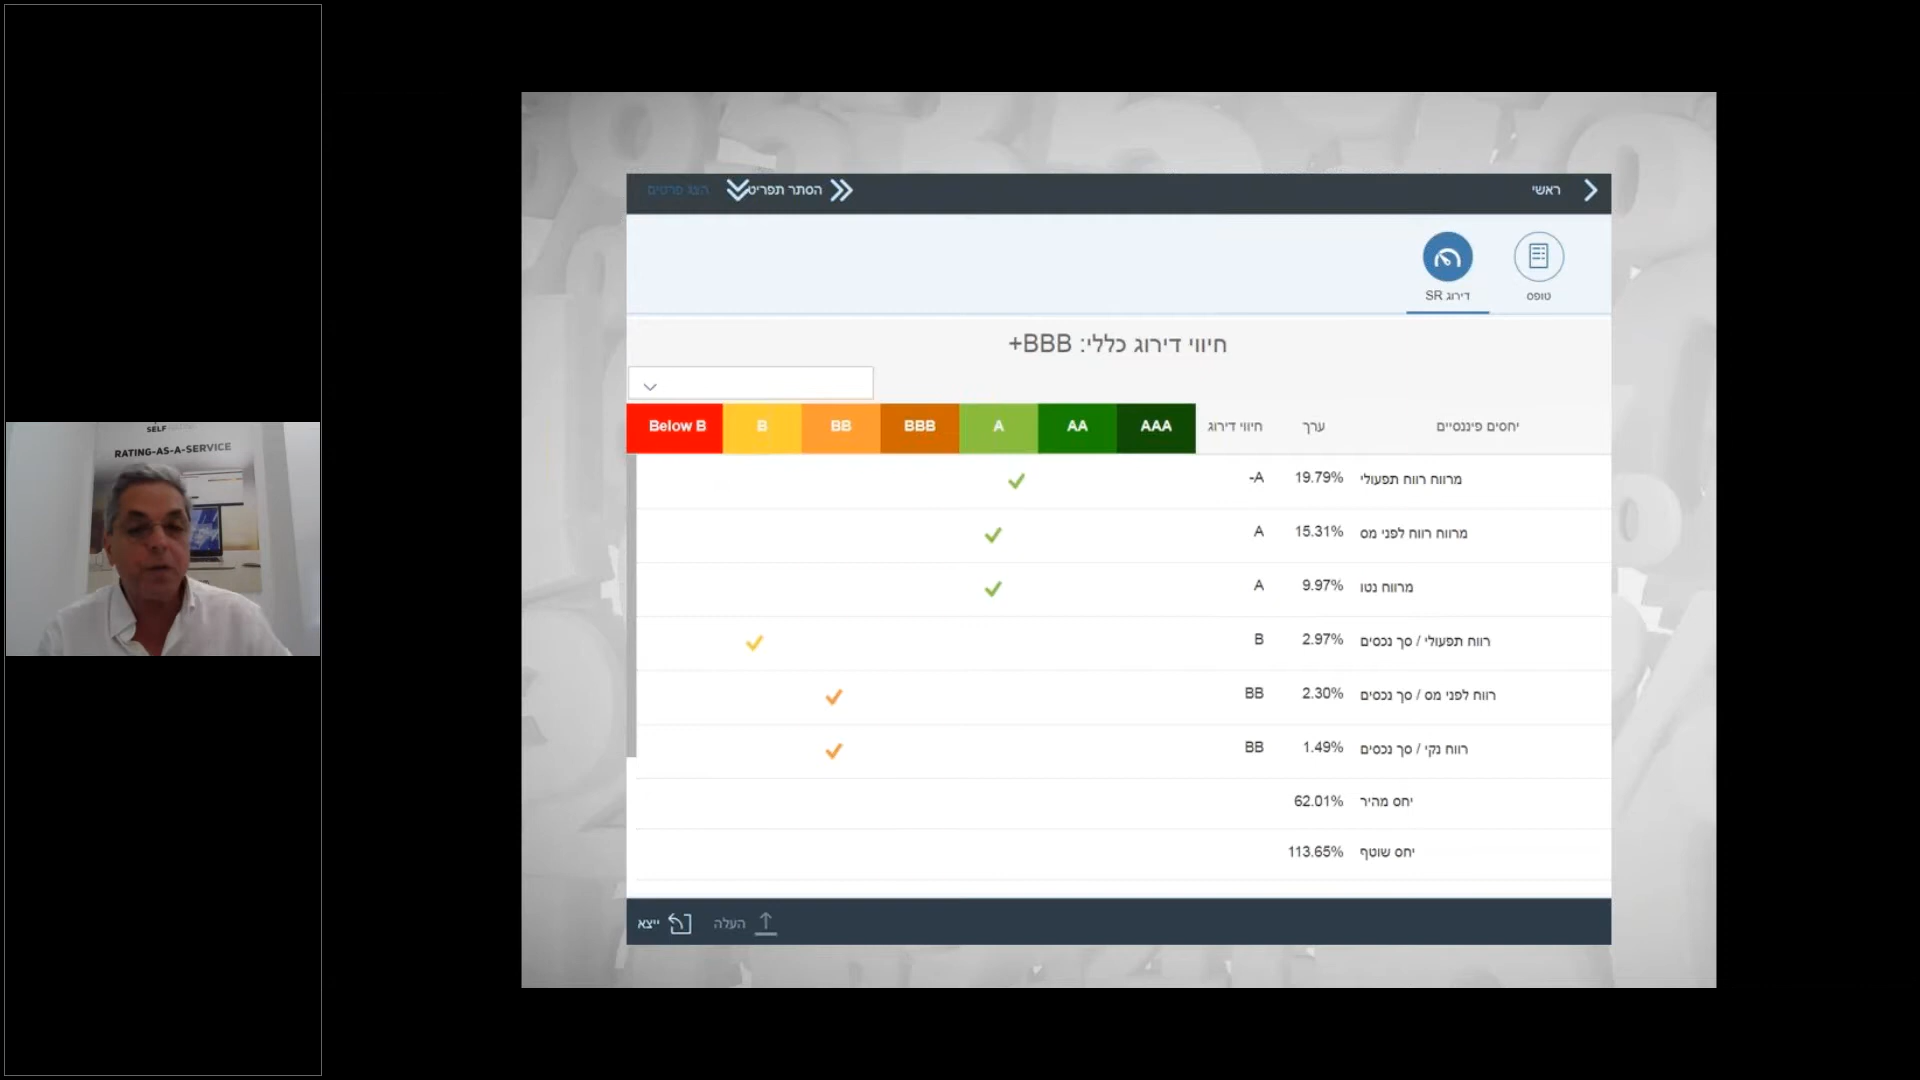 SELF
RATING-AS-A-SERVICE
ראשי
הסתר תפריט
הצג פרטים
טופס
דירוג SR
חיווי דירוג כללי: BBB+
יחסים פיננסיים ערך חיווי דירוג AAA AA A BBB BB B Below B
מרווח רווח תפעולי 19.79% A-
מרווח רווח לפני מס 15.31% A
מרווח נטו 9.97% A
רווח תפעולי / סך נכסים 2.97% B
רווח לפני מס / סך נכסים 2.30% BB
רווח נקי / סך נכסים 1.49% BB
יחס מהיר 62.01%
יחס שוטף 113.65%
העלה
ייצא